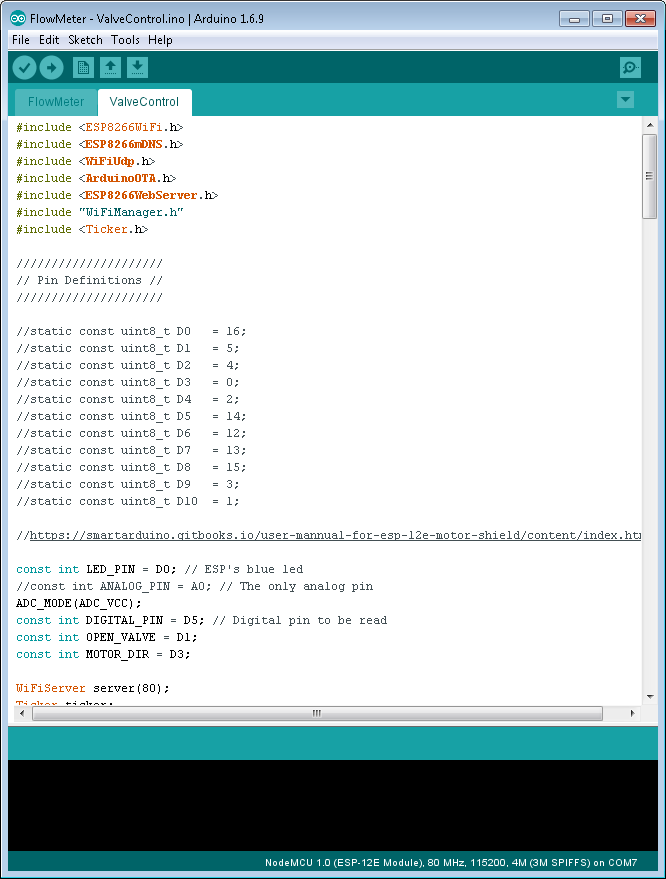 FlowMeter - ValveControl.ino | Arduino 1.6.9
File Edit Sketch Tools Help
FlowMeter ValveControl
#include <ESP8266WiFi.h>
#include <ESP8266mDNS.h>
#include <WiFiUdp.h>
#include <ArduinoOTA.h>
#include <ESP8266WebServer.h>
#include "WiFiManager.h"
#include <Ticker.h>
/////////////////////
// Pin Definitions //
/////////////////////
//static const uint8_t D0   = 16;
//static const uint8_t D1   = 5;
//static const uint8_t D2   = 4;
//static const uint8_t D3   = 0;
//static const uint8_t D4   = 2;
//static const uint8_t D5   = 14;
//static const uint8_t D6   = 12;
//static const uint8_t D7   = 13;
//static const uint8_t D8   = 15;
//static const uint8_t D9   = 3;
//static const uint8_t D10  = 1;
//https://smartarduino.gitbooks.io/user-mannual-for-esp-12e-motor-shield/content/index.htm
const int LED_PIN = D0; // ESP's blue led
//const int ANALOG_PIN = A0; // The only analog pin
ADC_MODE(ADC_VCC);
const int DIGITAL_PIN = D5; // Digital pin to be read
const int OPEN_VALVE = D1;
const int MOTOR_DIR = D3;
WiFiServer server(80);
Ticker ticker;
NodeMCU 1.0 (ESP-12E Module), 80 MHz, 115200, 4M (3M SPIFFS) on COM7